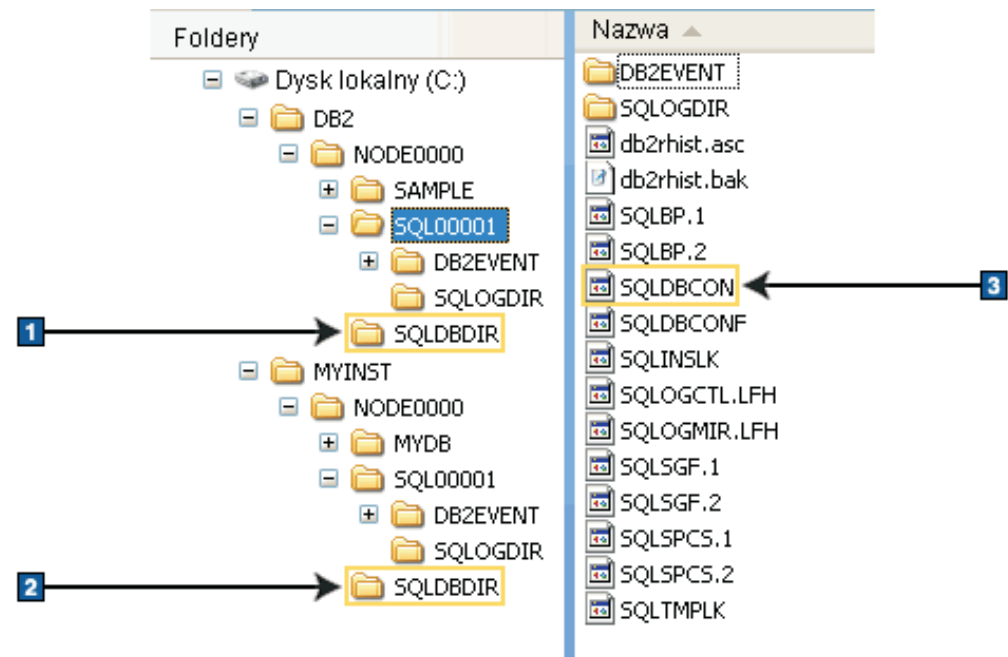 Foldery
Dysk lokalny (C:)
DB2
NODE0000
SAMPLE
SQL00001
DB2EVENT
SQLOGDIR
1
SQLDBDIR
MYINST
NODE0000
MYDB
SQL00001
DB2EVENT
SQLOGDIR
2
SQLDBDIR
Nazwa
DB2EVENT
SQLOGDIR
db2rhist.asc
db2rhist.bak
SQLBP.1
SQLBP.2
SQLDBCON
3
SQLDBCONF
SQLINSLK
SQLOGCTL.LFH
SQLOGMIR.LFH
SQLSGF.1
SQLSGF.2
SQLSPCS.1
SQLSPCS.2
SQLTMPLK